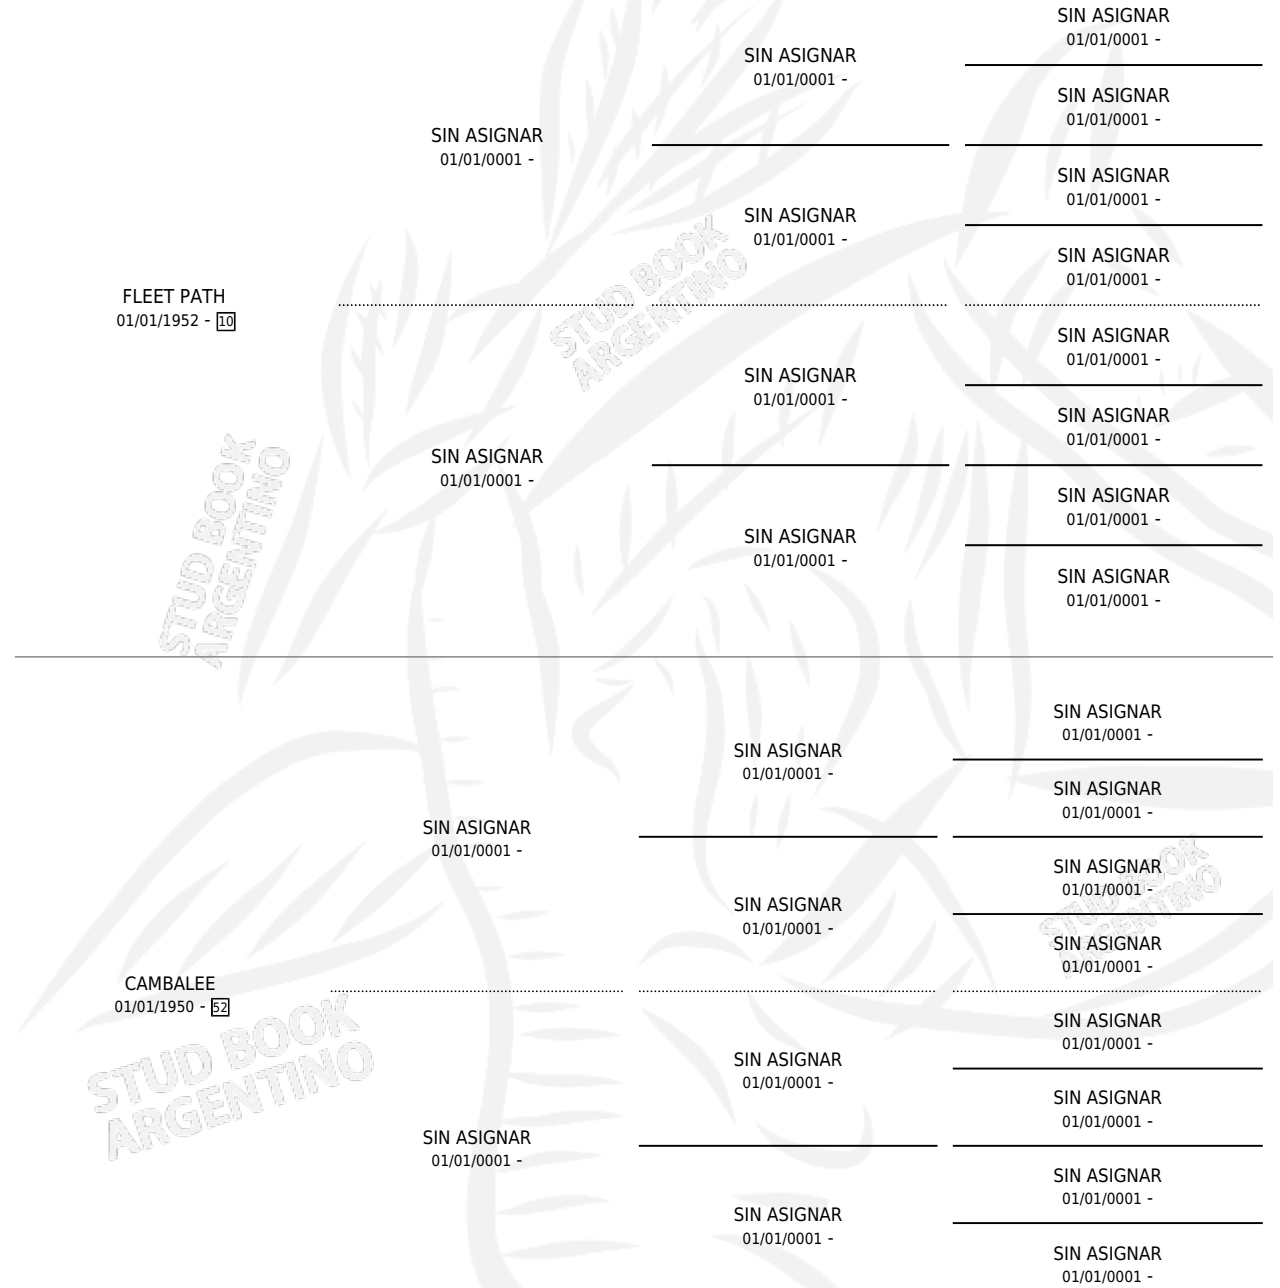 SIN ASIGNAR
01/01/0001 -
SIN ASIGNAR
01/01/0001 -
SIN ASIGNAR
01/01/0001 -
SIN ASIGNAR
01/01/0001 -
SIN ASIGNAR
01/01/0001 -
SIN ASIGNAR
01/01/0001 -
SIN ASIGNAR
01/01/0001 -
STUD BOOK
ARGENTINO
FLEET PATH
01/01/1952 - 10
SIN ASIGNAR
01/01/0001 -
SIN ASIGNAR
01/01/0001 -
SIN ASIGNAR
01/01/0001 -
SIN ASIGNAR
01/01/0001 -
SIN ASIGNAR
01/01/0001 -
SIN ASIGNAR
01/01/0001 -
SIN ASIGNAR
01/01/0001 -
STUD BOOK
ARGENTINO
SIN ASIGNAR
01/01/0001 -
SIN ASIGNAR
01/01/0001 -
SIN ASIGNAR
01/01/0001 -
SIN ASIGNAR
01/01/0001 -
SIN ASIGNAR
01/01/0001 -
SIN ASIGNAR
01/01/0001 -
SIN ASIGNAR
01/01/0001 -
STUD BOOK
ARGENTINO
CAMBALEE
01/01/1950 - 52
SIN ASIGNAR
01/01/0001 -
SIN ASIGNAR
01/01/0001 -
SIN ASIGNAR
01/01/0001 -
SIN ASIGNAR
01/01/0001 -
SIN ASIGNAR
01/01/0001 -
SIN ASIGNAR
01/01/0001 -
SIN ASIGNAR
01/01/0001 -
STUD BOOK
ARGENTINO